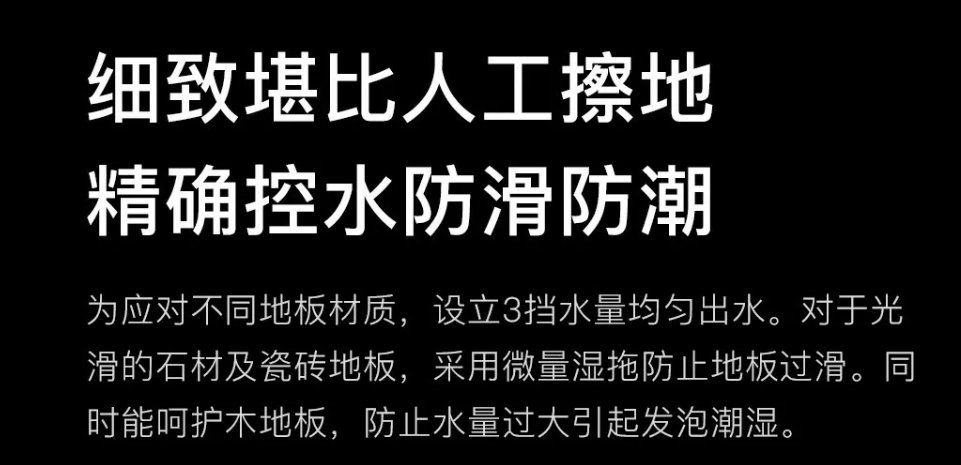 细致堪比人工擦地
精确控水防滑防潮
为应对不同地板材质，设立3挡水量均匀出水。对于光
滑的石材及瓷砖地板，采用微量湿拖防止地板过滑。同
时能呵护木地板，防止水量过大引起发泡潮湿。